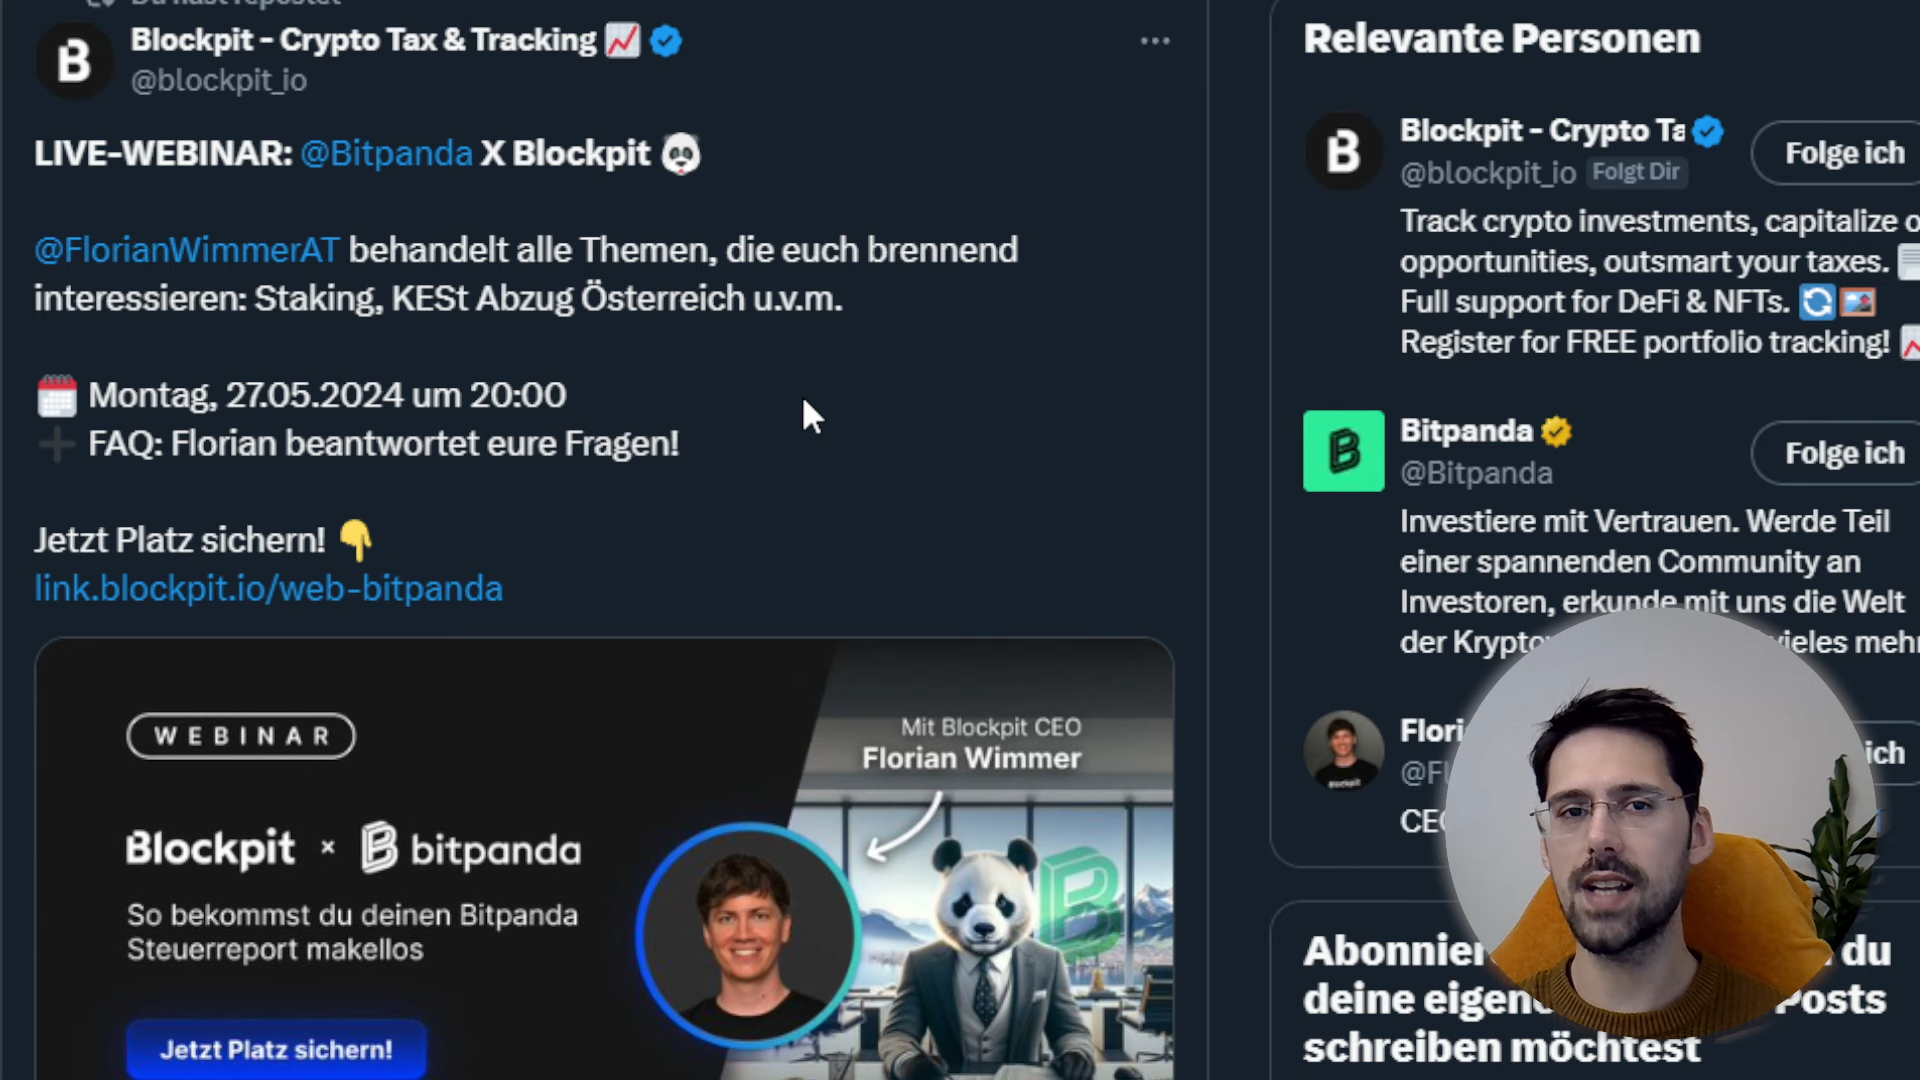 Du hast repostet
Blockpit - Crypto Tax & Tracking
@blockpit_io
LIVE-WEBINAR: @Bitpanda X Blockpit
@FlorianWimmerAT behandelt alle Themen, die euch brennend
interessieren: Staking, KESt Abzug Österreich u.v.m.
Montag, 27.05.2024 um 20:00
FAQ: Florian beantwortet eure Fragen!
Jetzt Platz sichern!
link.blockpit.io/web-bitpanda
WEBINAR
Mit Blockpit CEO
Florian Wimmer
Blockpit × bitpanda
So bekommst du deinen Bitpanda
Steuerreport makellos
Jetzt Platz sichern!
Relevante Personen
Blockpit - Crypto Ta
@blockpit_io Folgt Dir
Folge ich
Track crypto investments, capitalize o
opportunities, outsmart your taxes.
Full support for DeFi & NFTs.
Register for FREE portfolio tracking!
Bitpanda
@Bitpanda
Folge ich
Investiere mit Vertrauen. Werde Teil
einer spannenden Community an
Investoren, erkunde mit uns die Welt
der Krypto vieles mehr
Flori
@Fl
ich
CEO
Abonnier du
deine eigene Posts
schreiben möchtest